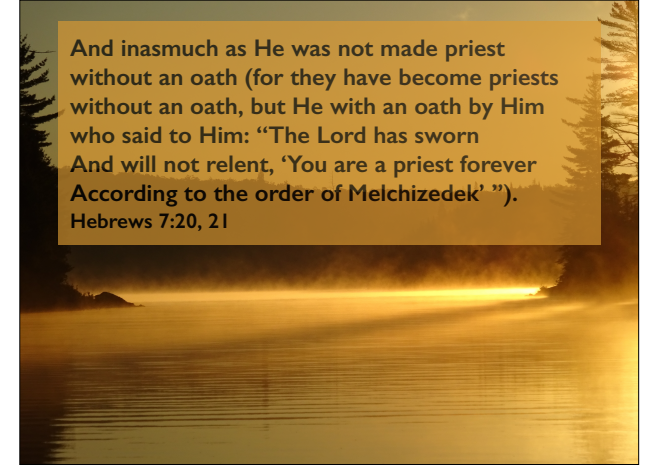 And inasmuch as He was not made priest
without an oath (for they have become priests
without an oath, but He with an oath by Him
who said to Him: “The Lord has sworn
And will not relent, ‘You are a priest forever
According to the order of Melchizedek’ ”).
Hebrews 7:20, 21